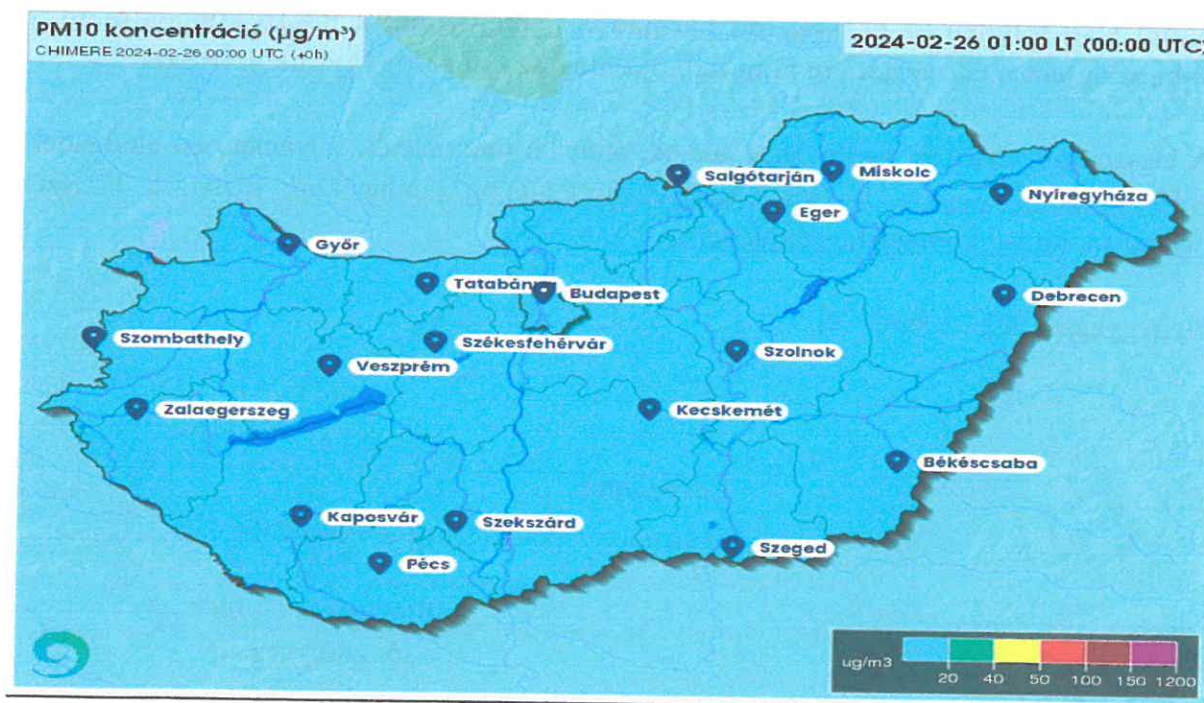 PM10 koncentráció (µg/m³)
CHIMERE 2024-02-26 00:00 UTC (+0h)
2024-02-26 01:00 LT (00:00 UTC)
Salgótarján
Miskolc
Nyíregyháza
Eger
Győr
Tatabánya
Budapest
Debrecen
Szombathely
Székesfehérvár
Szolnok
Veszprém
Zalaegerszeg
Kecskemét
Békéscsaba
Kaposvár
Szekszárd
Szeged
Pécs
ug/m3
20 40 50 100 150 1200